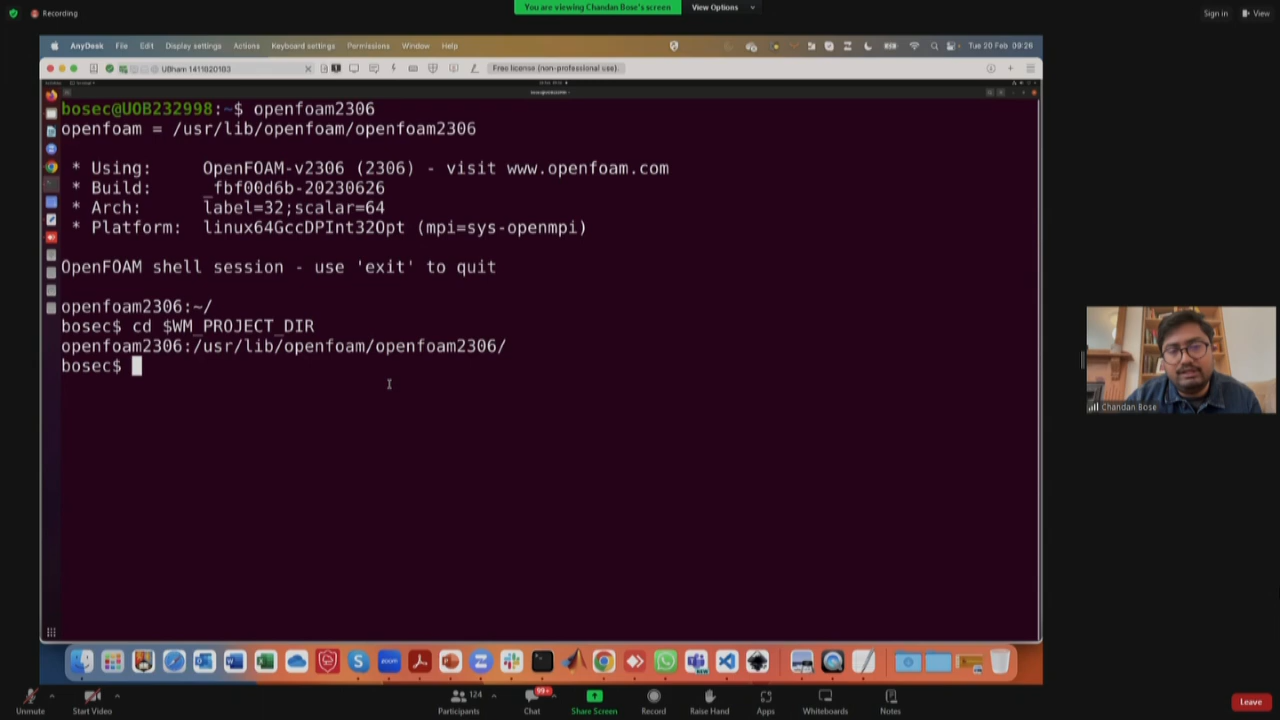 Recording
You are viewing Chandan Bose's screen
View Options
Sign in
View
AnyDesk File Edit Display settings Actions Keyboard settings Permissions Window Help
Tue 20 Feb 09:26
UBham 1411820183
Free license (non-professional use).
bosec@UOB232998:~$ openfoam2306
openfoam = /usr/lib/openfoam/openfoam2306
* Using: OpenFOAM-v2306 (2306) - visit www.openfoam.com
* Build: _fbf00d6b-20230626
* Arch: label=32;scalar=64
* Platform: linux64GccDPInt32Opt (mpi=sys-openmpi)
OpenFOAM shell session - use 'exit' to quit
openfoam2306:~/
bosec$ cd $WM_PROJECT_DIR
openfoam2306:/usr/lib/openfoam/openfoam2306/
bosec$
Chandan Bose
zoom
Unmute
Start Video
Participants
124
Chat
99+
Share Screen
Record
Raise Hand
Apps
Whiteboards
Notes
Leave